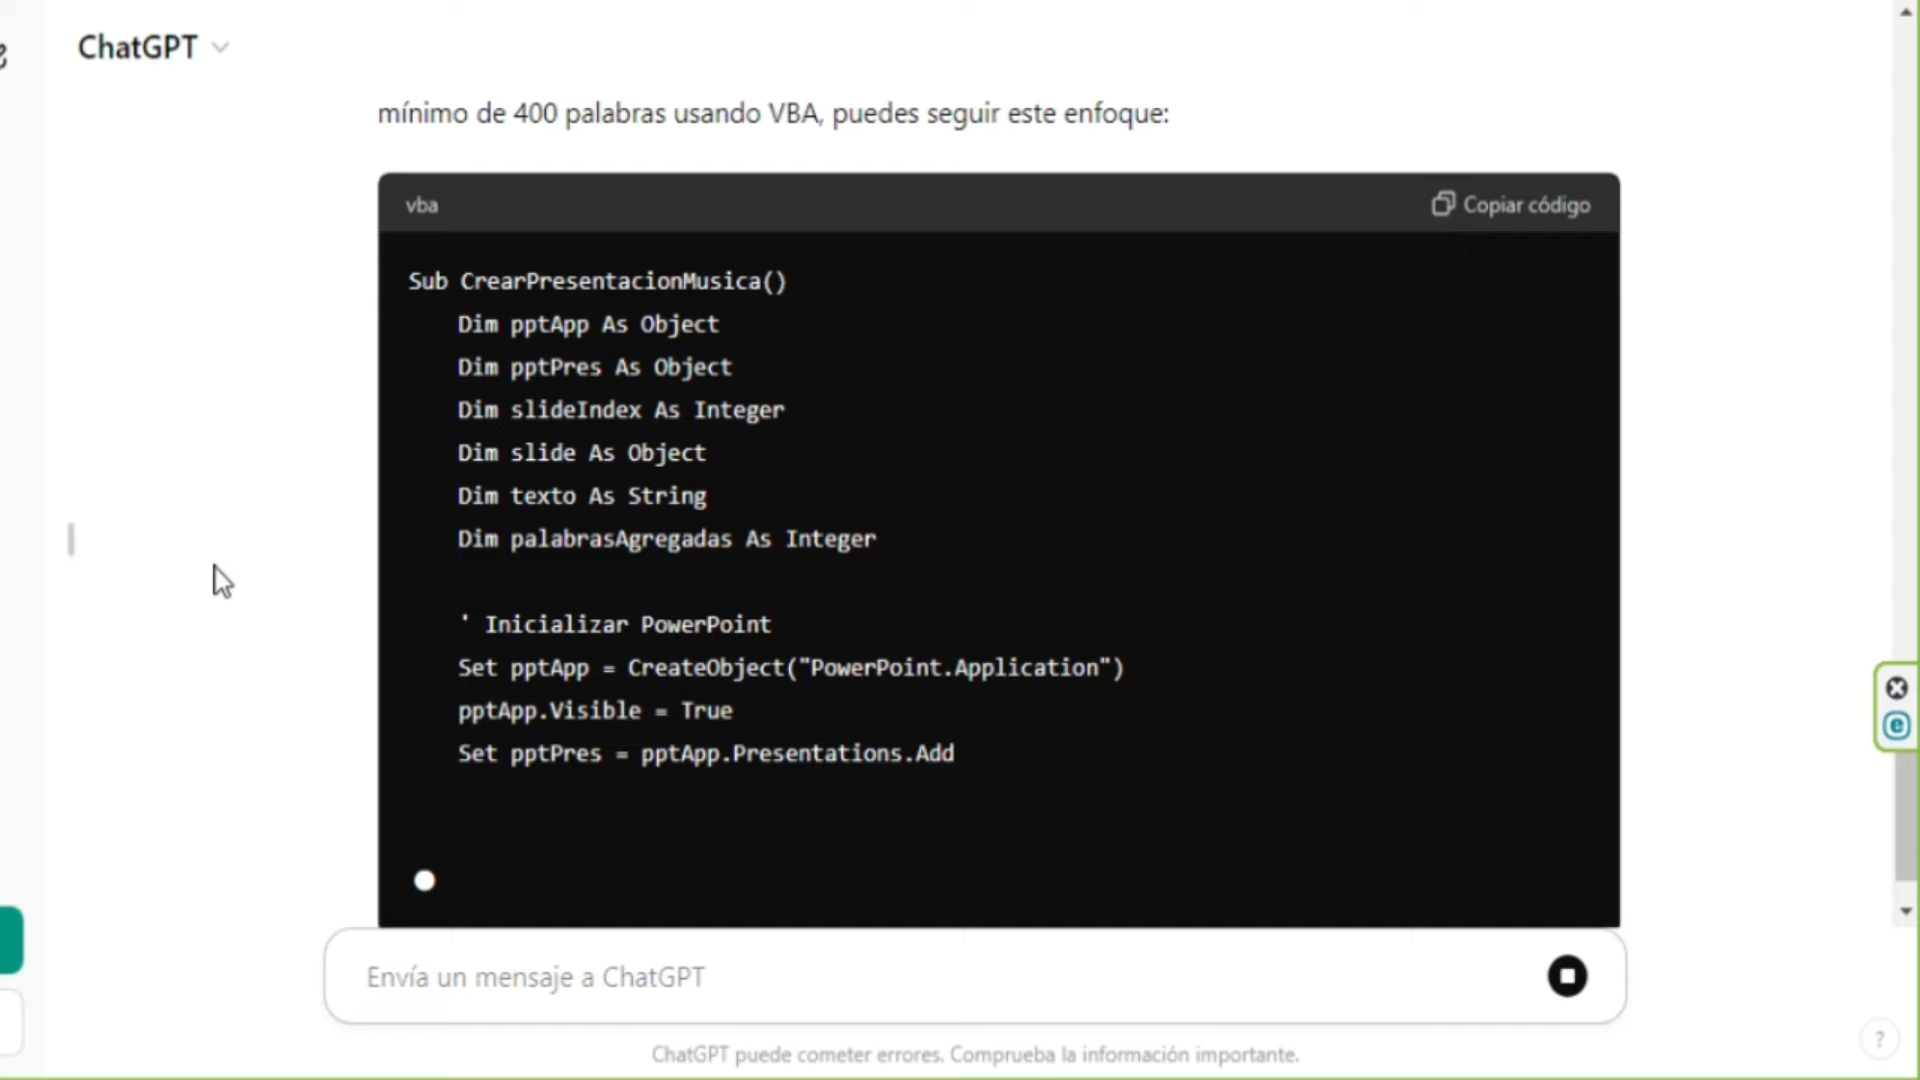 ChatGPT
mínimo de 400 palabras usando VBA, puedes seguir este enfoque:
vba
Copiar código
Sub CrearPresentacionMusica()
Dim pptApp As Object
Dim pptPres As Object
Dim slideIndex As Integer
Dim slide As Object
Dim texto As String
Dim palabrasAgregadas As Integer
' Inicializar PowerPoint
Set pptApp = CreateObject("PowerPoint.Application")
pptApp.Visible = True
Set pptPres = pptApp.Presentations.Add
Envía un mensaje a ChatGPT
ChatGPT puede cometer errores. Comprueba la información importante.
?